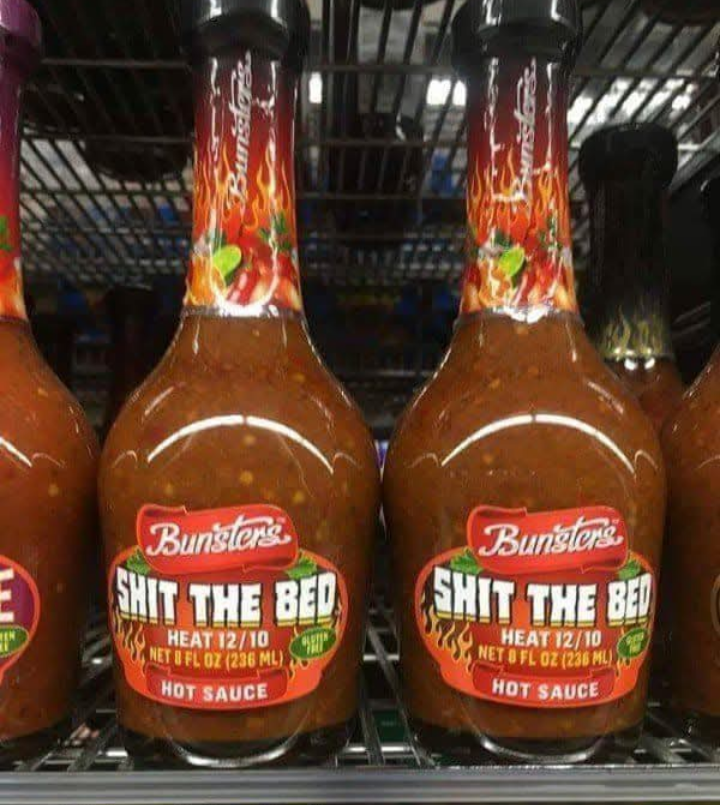 Bunsters
Bunsters
Bunsters
SHIT THE BED
HEAT 12/10
NET 8 FL OZ (236 ML)
GLUTEN
FREE
HOT SAUCE
Bunsters
SHIT THE BED
HEAT 12/10
NET 8 FL OZ (236 ML)
GLUTEN
FREE
HOT SAUCE